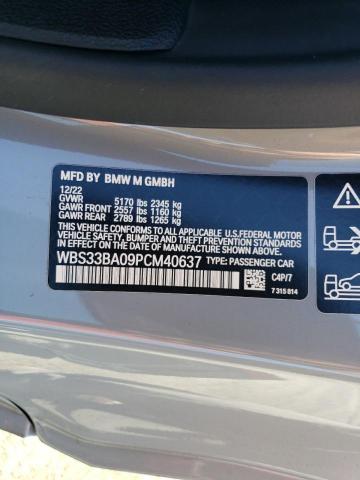 MFD BY BMW M GMBH
12/22
GVWR 5170 lbs 2345 kg
GAWR FRONT 2557 lbs 1160 kg
GAWR REAR 2789 lbs 1265 kg
THIS VEHICLE CONFORMS TO ALL APPLICABLE U.S. FEDERAL
MOTOR VEHICLE SAFETY, BUMPER, AND THEFT PREVENTION
STANDARDS IN EFFECT ON THE DATE OF MANUFACTURE SHOWN ABOVE.
WBS33BA09PCM40637 TYPE: PASSENGER CAR
C4P/7
7 315 814